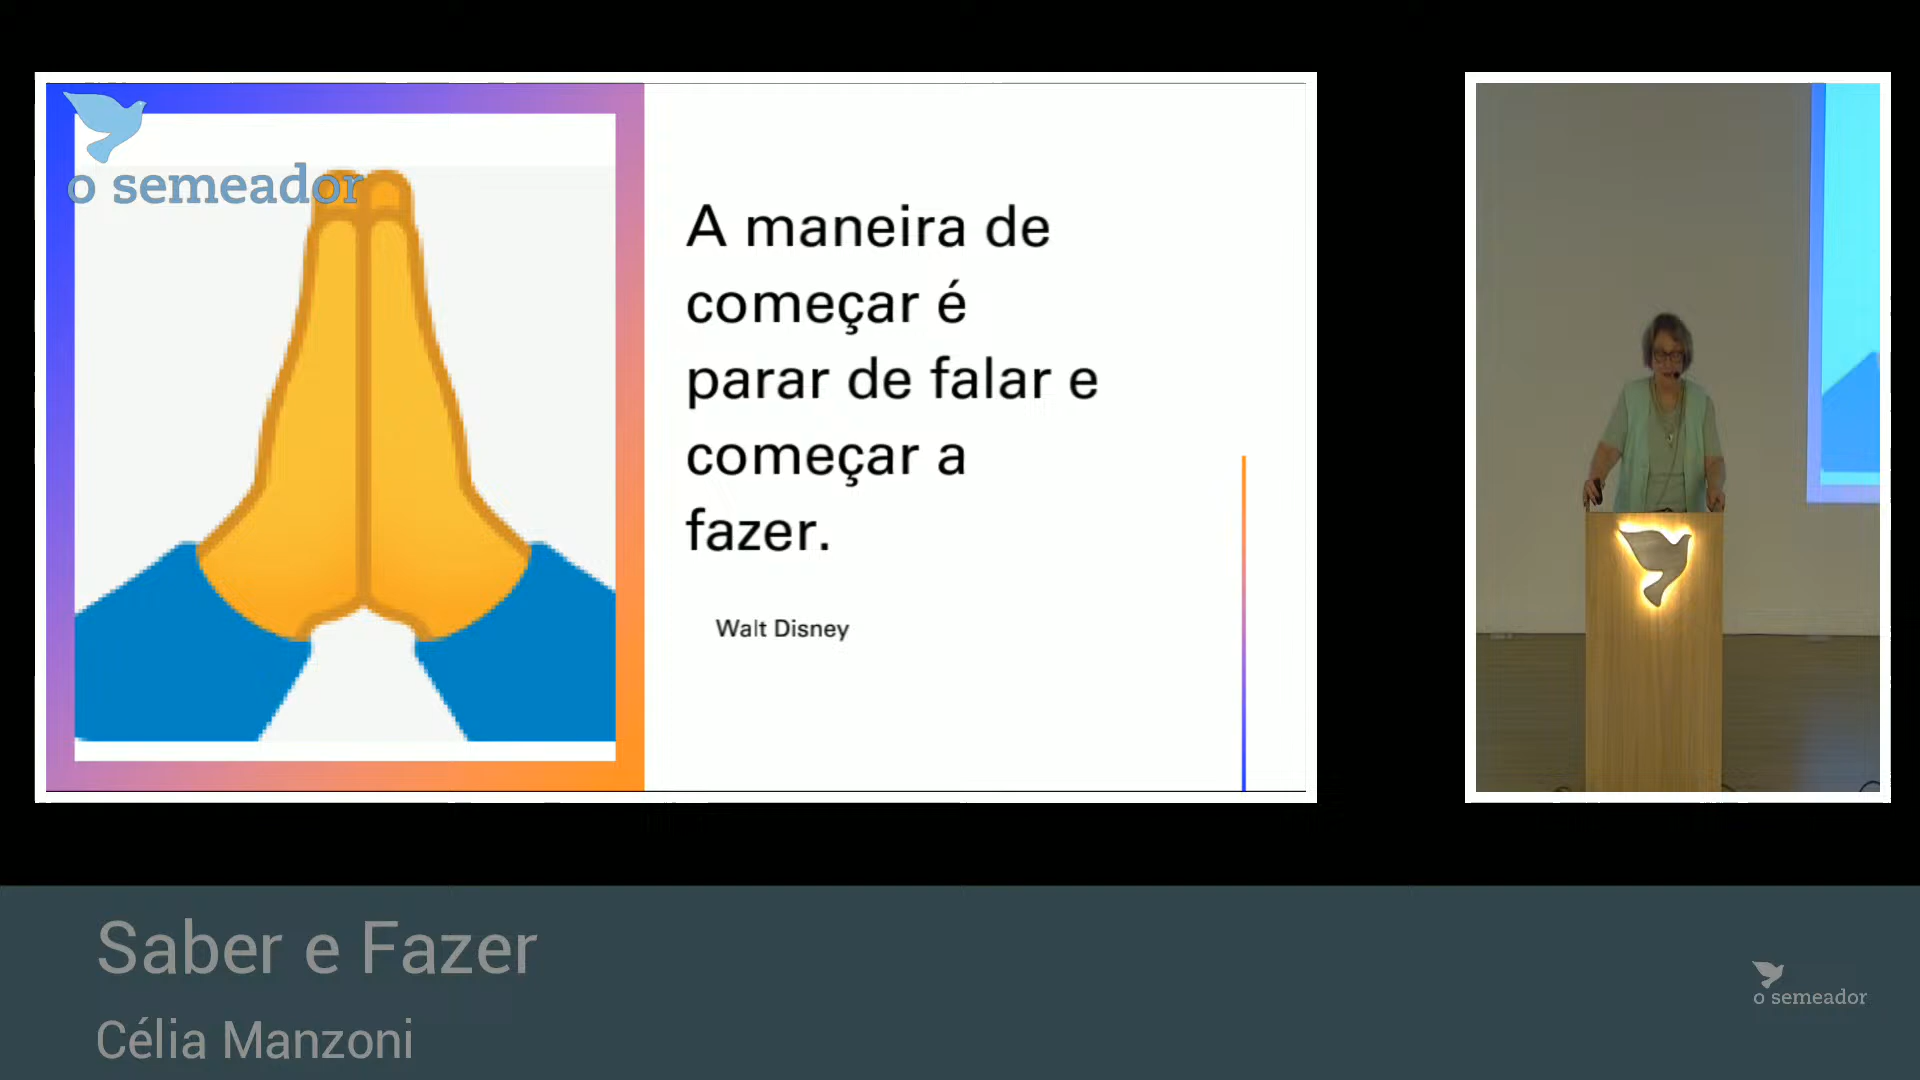 o semeador
A maneira de
começar é
parar de falar e
começar a
fazer.
Walt Disney
Saber e Fazer
Célia Manzoni
o semeador